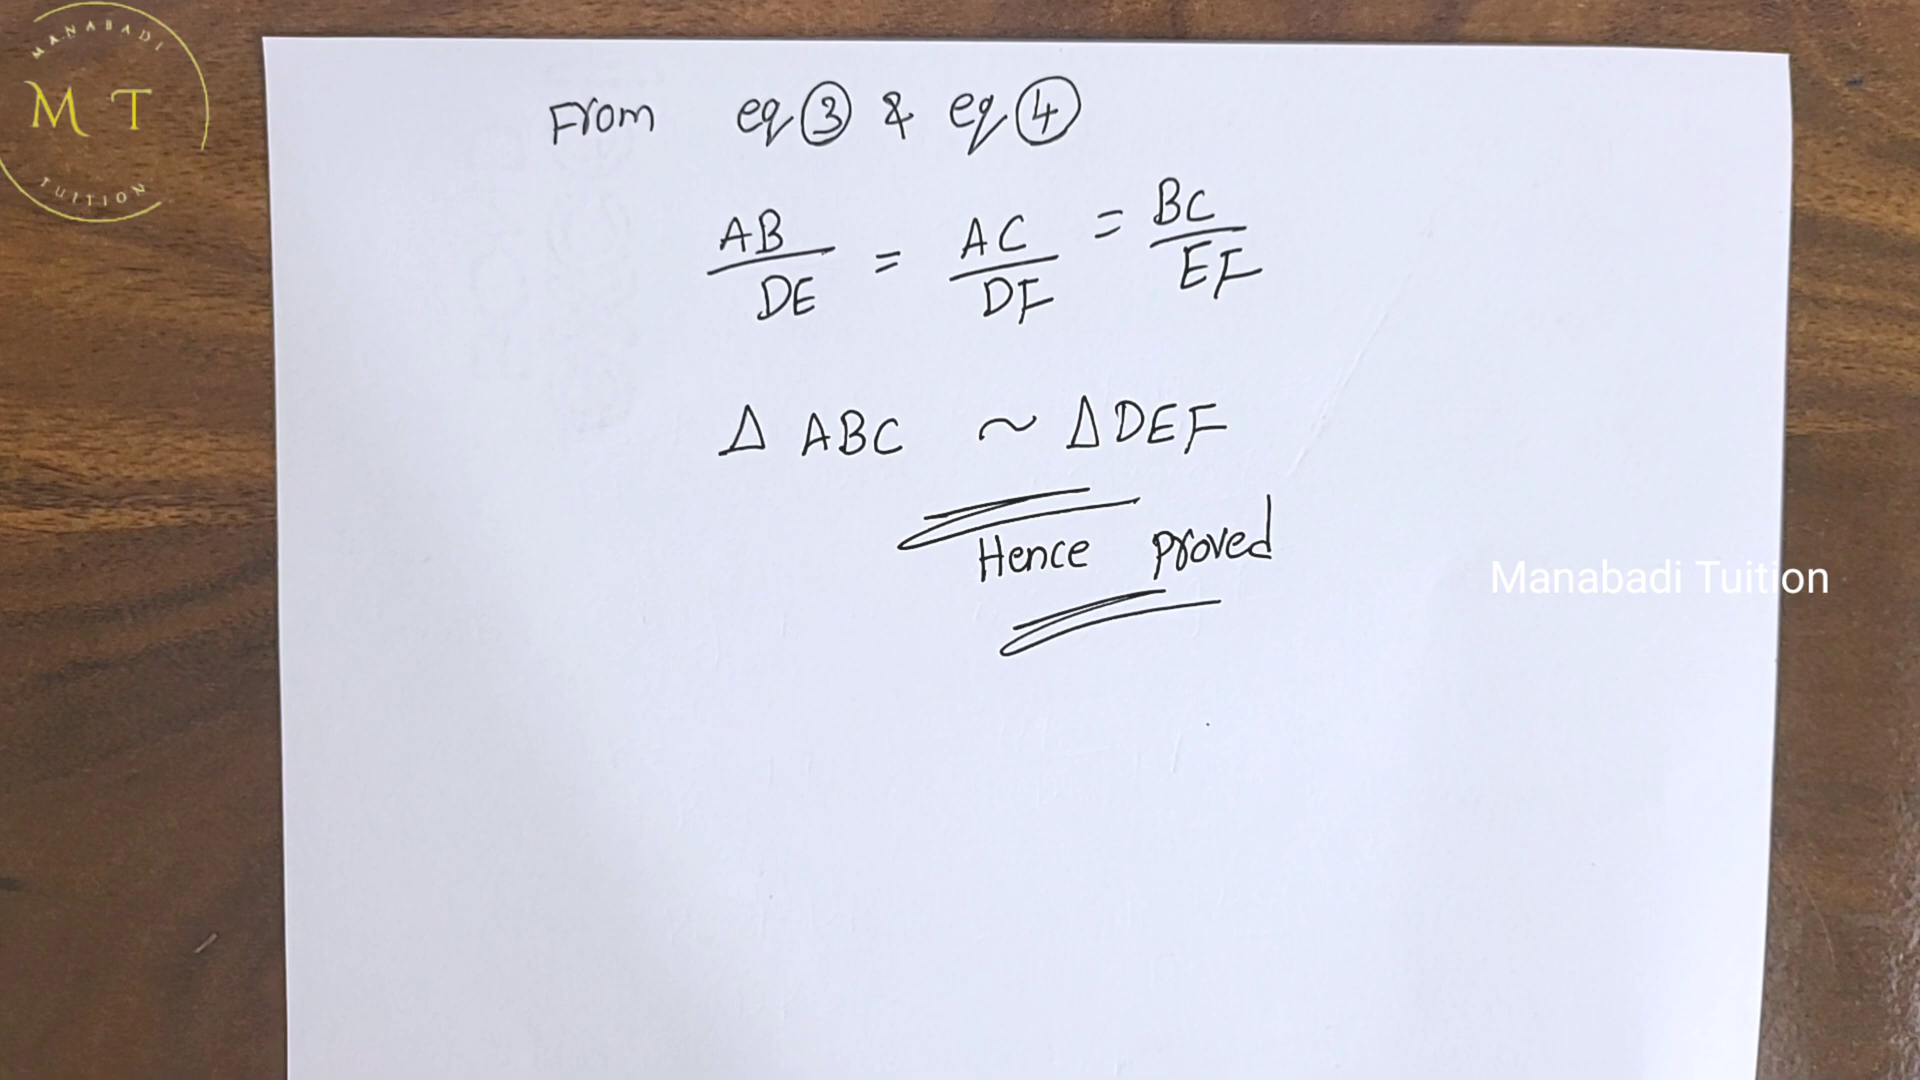 MANABADI
M T
TUITION
From eq ③ & eq ④
AB/DE = AC/DF = BC/EF
Δ ABC ~ Δ DEF
Hence proved
Manabadi Tuition